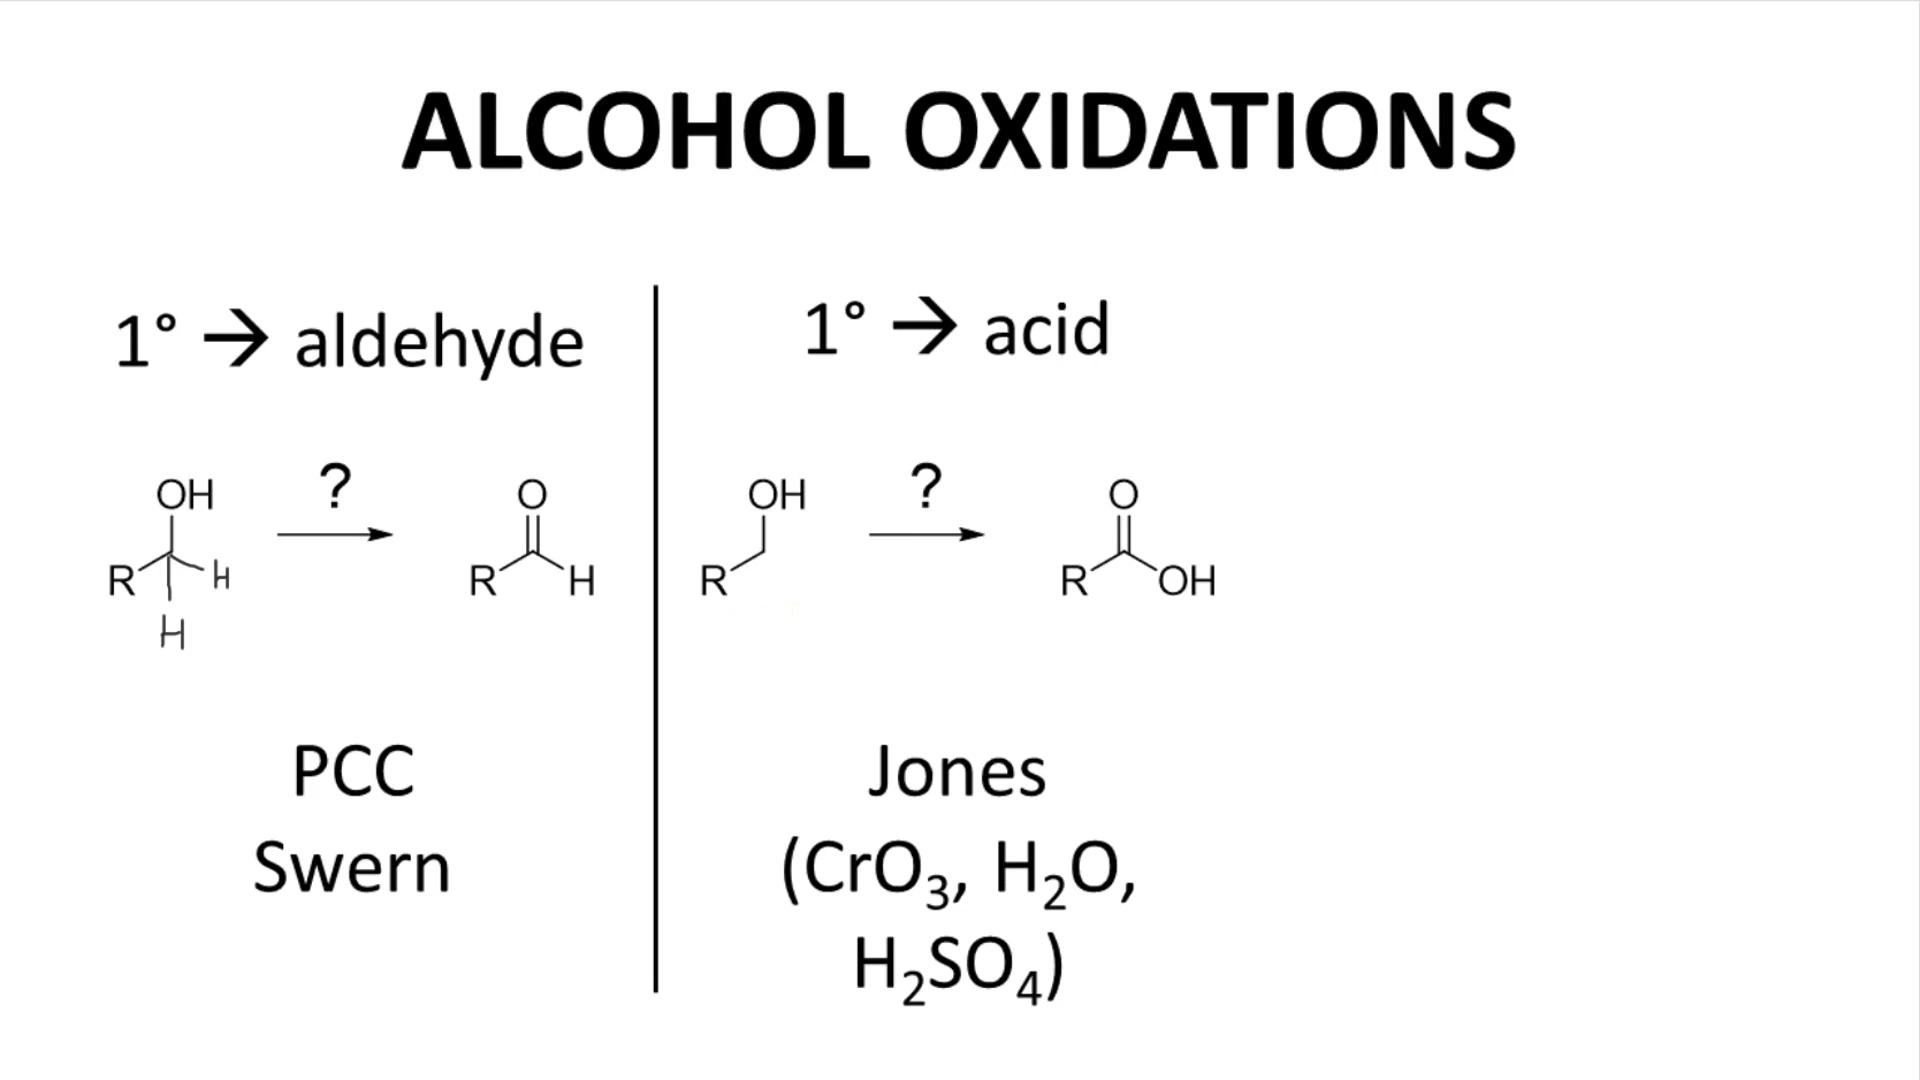 ALCOHOL OXIDATIONS
1° → aldehyde
OH
?
O
R
H
H
R
H
PCC
Swern
1° → acid
OH
?
O
R
R
OH
Jones
(CrO₃, H₂O,
H₂SO₄)